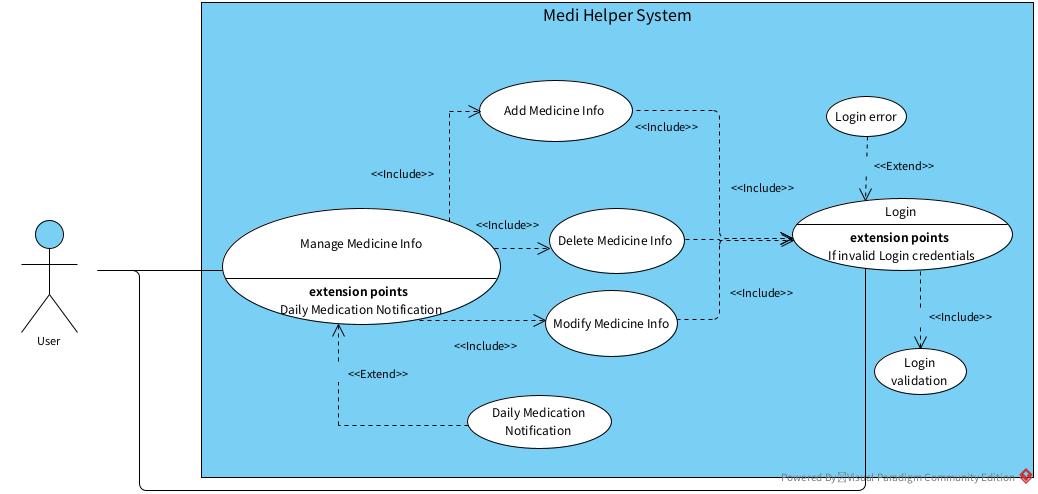 Medi Helper System
Add Medicine Info
Login error
<<Include>>
<<Extend>>
<<Include>>
<<Include>>
Login
<<Include>>
extension points
If invalid Login credentials
Manage Medicine Info
Delete Medicine Info
extension points
Daily Medication Notification
<<Include>>
Modify Medicine Info
<<Include>>
User
<<Include>>
<<Extend>>
Login
validation
Daily Medication
Notification
Powered By Visual Paradigm Community Edition